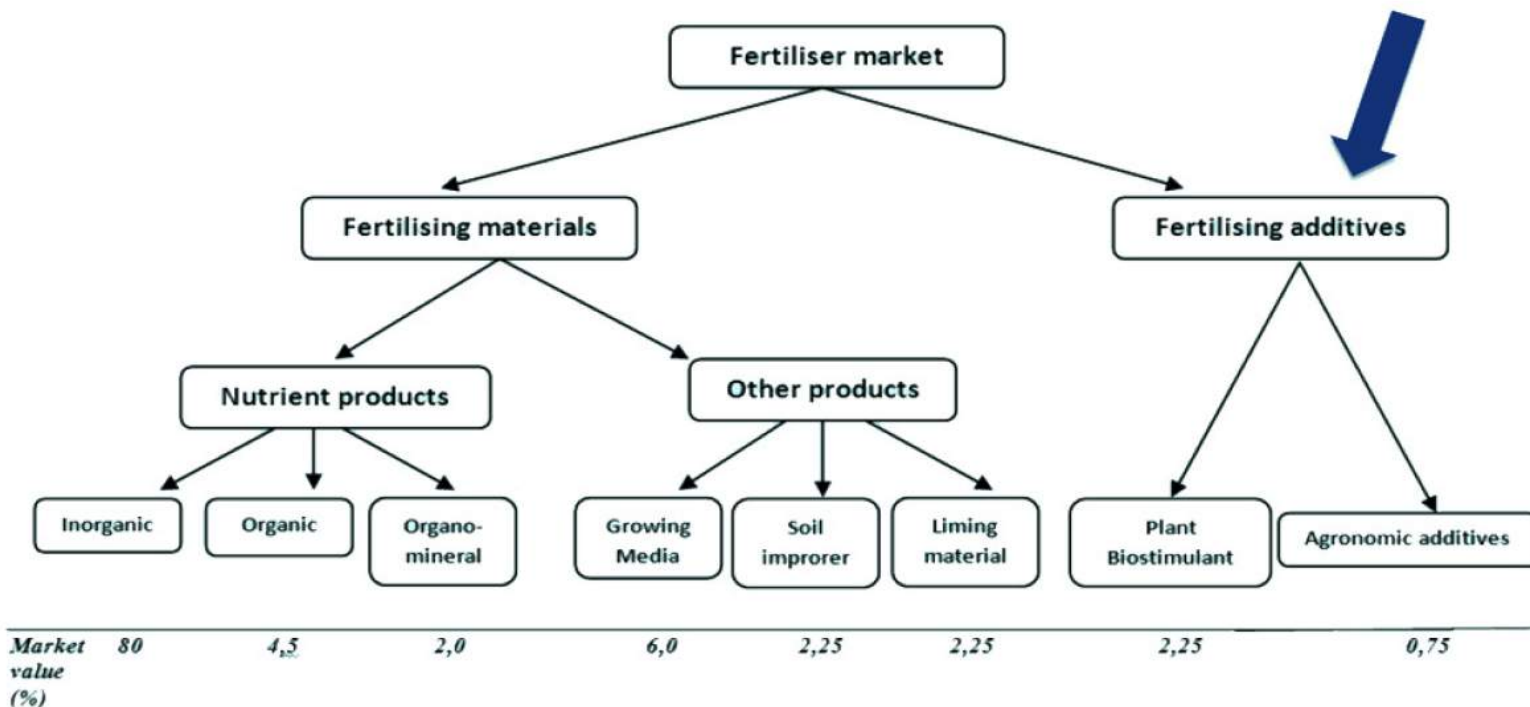 Fertiliser market
Fertilising materials
Fertilising additives
Nutrient products
Other products
Inorganic
Organic
Organo-
mineral
Growing
Media
Soil
improrer
Liming
material
Plant
Biostimulant
Agronomic additives
Market 80 4,5 2,0 6,0 2,25 2,25 2,25 0,75
value
(%)